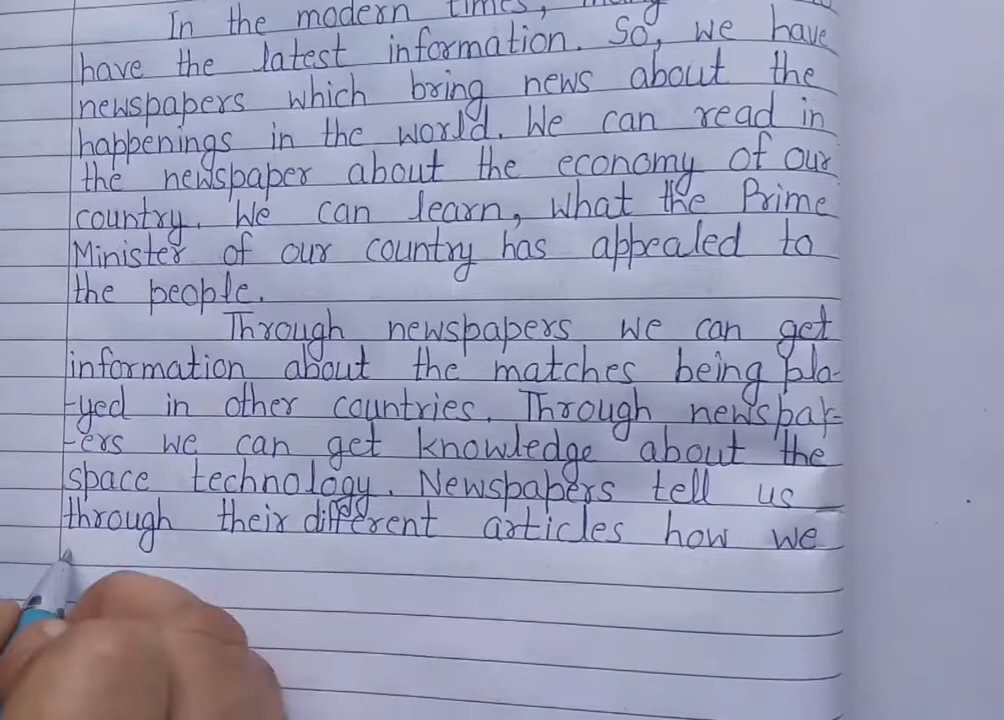 In the modern times,
have the latest information. So, we have
newspapers which bring news about the
happenings in the world. We can read in
the newspaper about the economy of our
country. We can learn, what the Prime
Minister of our country has appealed to
the people.
Through newspapers we can get
information about the matches being pla-
-yed in other countries. Through newspap-
-ers we can get knowledge about the
space technology. Newspapers tell us
through their different articles how we